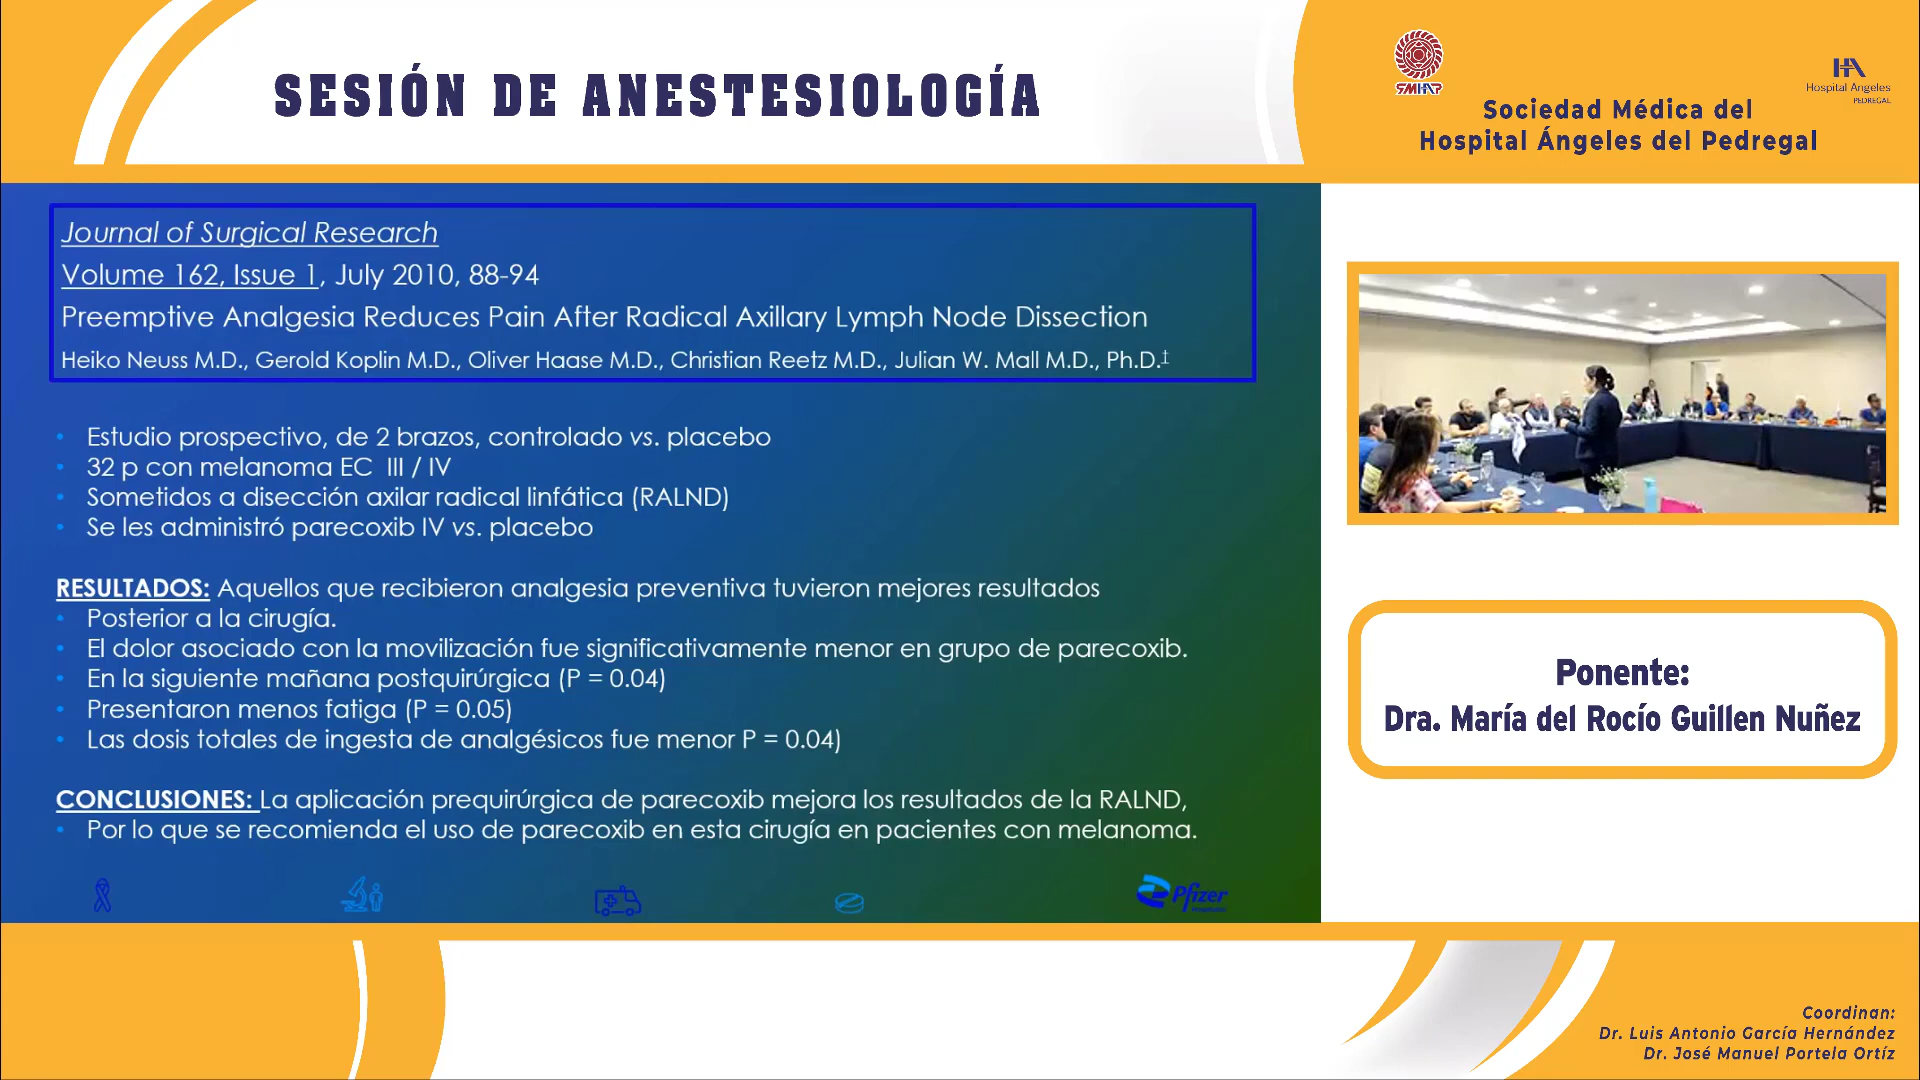 SESIÓN DE ANESTESIOLOGÍA
SMHAP
HA
Hospital Angeles
PEDREGAL
Sociedad Médica del
Hospital Ángeles del Pedregal
Journal of Surgical Research
Volume 162, Issue 1, July 2010, 88-94
Preemptive Analgesia Reduces Pain After Radical Axillary Lymph Node Dissection
Heiko Neuss M.D., Gerold Koplin M.D., Oliver Haase M.D., Christian Reetz M.D., Julian W. Mall M.D., Ph.D.‡
• Estudio prospectivo, de 2 brazos, controlado vs. placebo
• 32 p con melanoma EC III / IV
• Sometidos a disección axilar radical linfática (RALND)
• Se les administró parecoxib IV vs. placebo
RESULTADOS: Aquellos que recibieron analgesia preventiva tuvieron mejores resultados
• Posterior a la cirugía.
• El dolor asociado con la movilización fue significativamente menor en grupo de parecoxib.
• En la siguiente mañana postquirúrgica (P = 0.04)
• Presentaron menos fatiga (P = 0.05)
• Las dosis totales de ingesta de analgésicos fue menor P = 0.04)
CONCLUSIONES: La aplicación prequirúrgica de parecoxib mejora los resultados de la RALND,
• Por lo que se recomienda el uso de parecoxib en esta cirugía en pacientes con melanoma.
Pfizer
Ponente:
Dra. María del Rocío Guillen Nuñez
Coordinan:
Dr. Luis Antonio García Hernández
Dr. José Manuel Portela Ortíz